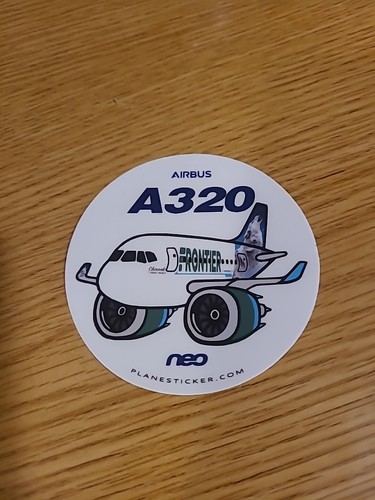 AIRBUS
A320
FRONTIER
neo
PLANESTICKER.COM